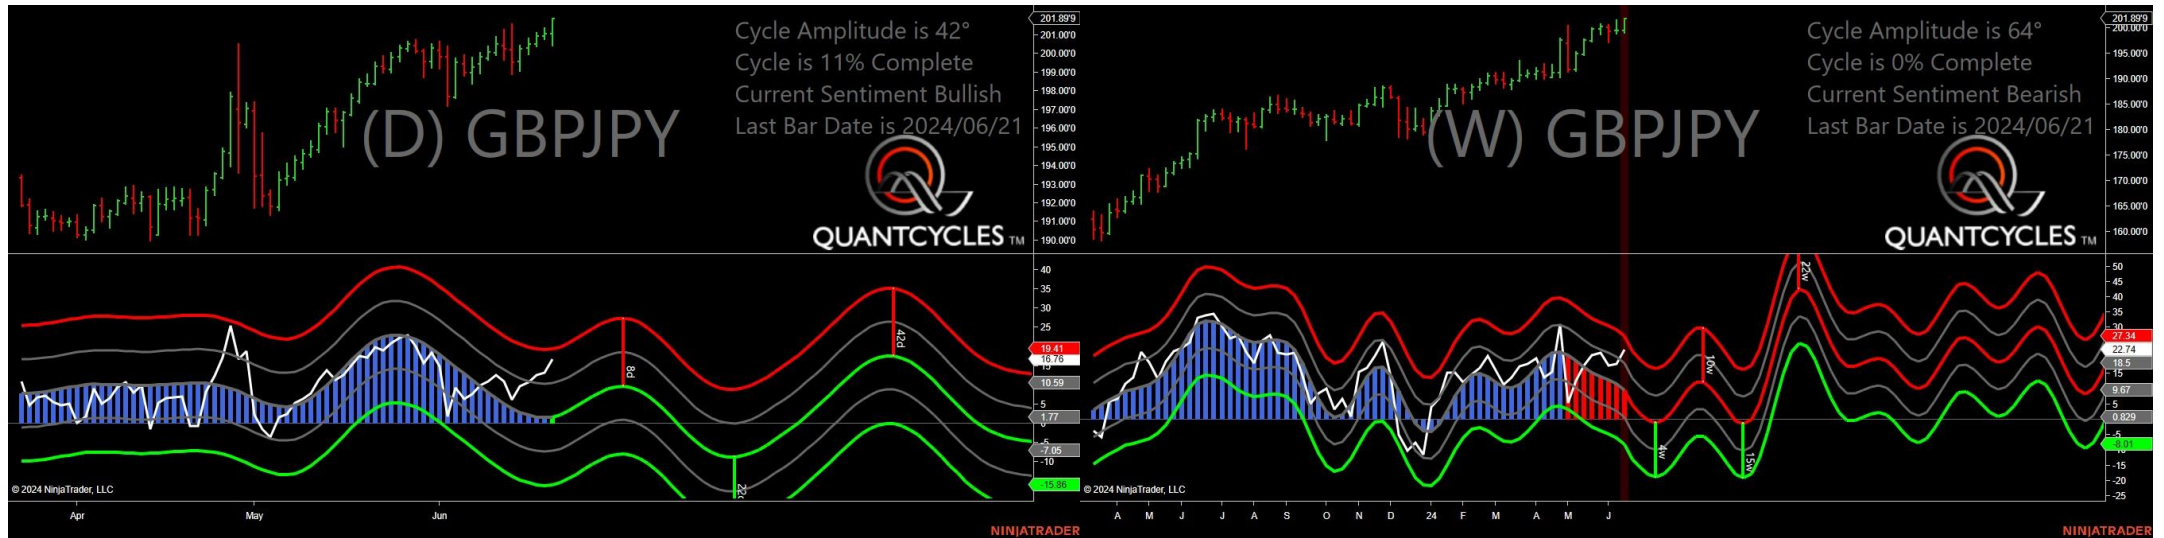 Cycle Amplitude is 42°
Cycle is 11% Complete
Current Sentiment Bullish
Last Bar Date is 2024/06/21
(D) GBPJPY
QUANTCYCLES TM
201.89'9
201.00'0
200.00'0
199.00'0
198.00'0
197.00'0
196.00'0
195.00'0
194.00'0
193.00'0
192.00'0
191.00'0
190.00'0
40
35
30
25
19.41
16.76
15
10.59
5
1.77
0
-5
-7.05
-10
-15.86
8d
22d
42d
© 2024 NinjaTrader, LLC
Apr May Jun
NINJATRADER
Cycle Amplitude is 64°
Cycle is 0% Complete
Current Sentiment Bearish
Last Bar Date is 2024/06/21
(W) GBPJPY
QUANTCYCLES TM
201.89'9
200.00'0
195.00'0
190.00'0
185.00'0
180.00'0
175.00'0
170.00'0
165.00'0
160.00'0
50
45
40
35
30
27.34
22.74
18.5
15
9.67
5
0.829
-5
-8.01
-10
-15
-20
-25
4w
10w
15w
22w
© 2024 NinjaTrader, LLC
A M J J A S O N D 24 F M A M J
NINJATRADER